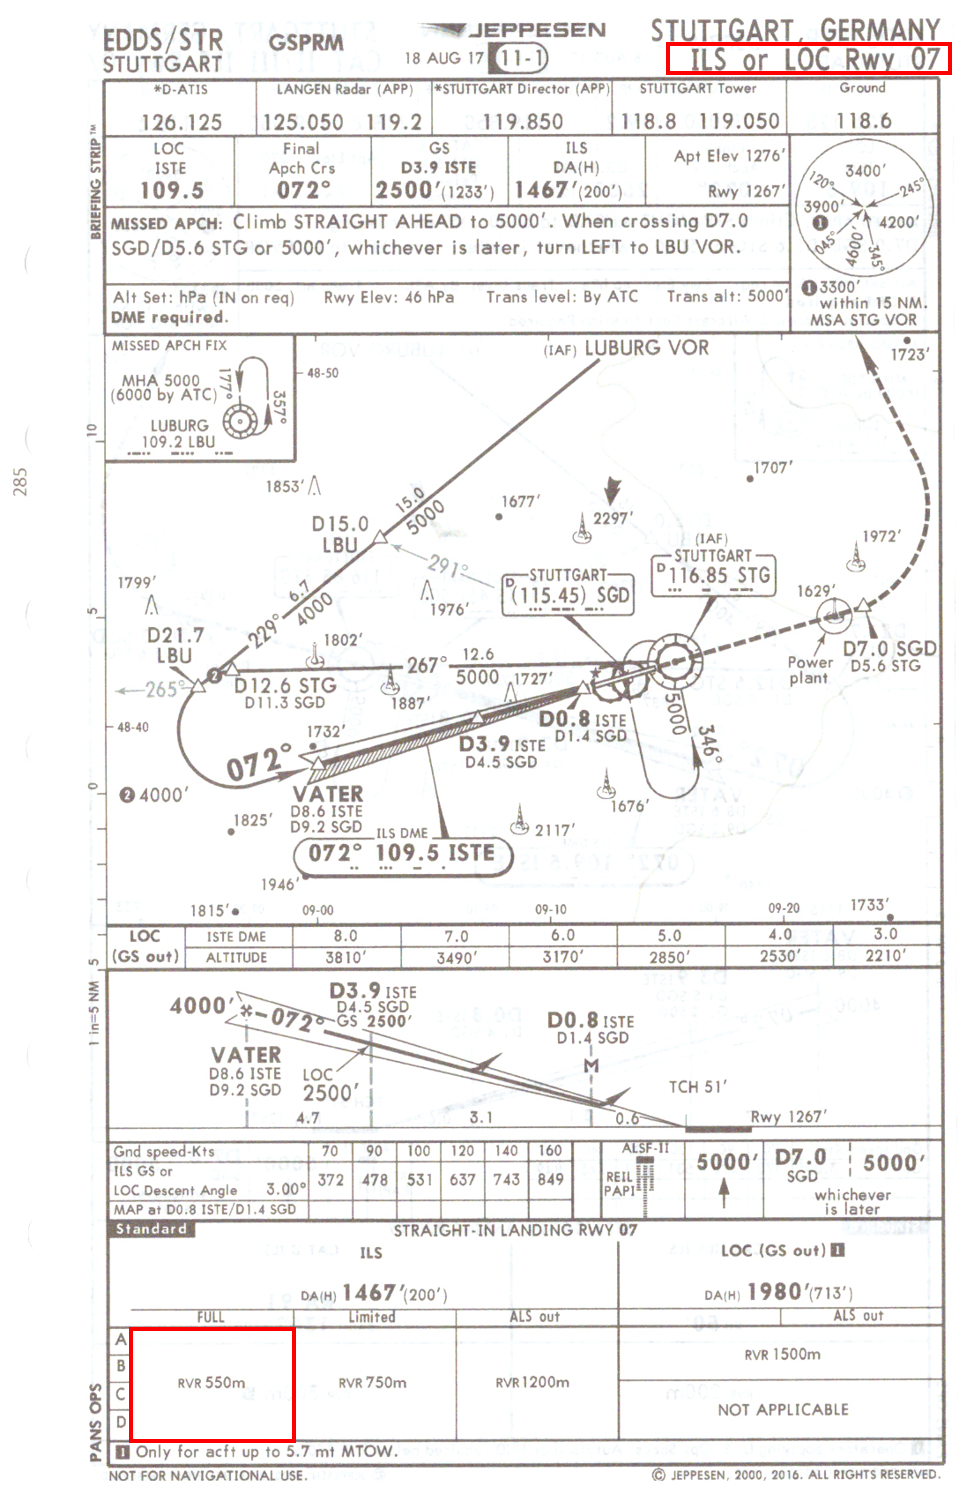 EDDS/STR
STUTTGART
GSPRM
JEPPESEN
18 AUG 17
11-1
STUTTGART, GERMANY
ILS or LOC Rwy 07
*D-ATIS
126.125
LANGEN Radar (APP)
125.050 119.2
*STUTTGART Director (APP)
119.850
STUTTGART Tower
118.8 119.050
Ground
118.6
BRIEFING STRIP™
LOC
ISTE
109.5
Final
Apch Crs
072°
GS
D3.9 ISTE
2500'(1233')
ILS
DA(H)
1467'(200')
Apt Elev 1276'
Rwy 1267'
MISSED APCH: Climb STRAIGHT AHEAD to 5000'. When crossing D7.0
SGD/D5.6 STG or 5000', whichever is later, turn LEFT to LBU VOR.
Alt Set: hPa (IN on req) Rwy Elev: 46 hPa Trans level: By ATC Trans alt: 5000'
DME required.
3400'
120°
245°
3900'
1
4200'
045°
4600'
345°
1 3300'
within 15 NM.
MSA STG VOR
MISSED APCH FIX
MHA 5000
(6000 by ATC)
177°
357°
LUBURG
109.2 LBU
48-50
(IAF) LUBURG VOR
1723'
10
285
1853'
15.0
5000
1677'
1707'
2297'
D15.0
LBU
291°
(IAF)
STUTTGART
D 116.85 STG
1972'
1799'
6.7
4000
229°
1976'
STUTTGART
D (115.45) SGD
1629'
5
D21.7
LBU
1802'
2
267°
12.6
5000
Power
plant
D7.0 SGD
D5.6 STG
265°
D12.6 STG
D11.3 SGD
1887'
1727'
5000
346°
48-40
1732'
D0.8 ISTE
D1.4 SGD
D3.9 ISTE
D4.5 SGD
072°
0
2 4000'
VATER
D8.6 ISTE
D9.2 SGD
1676'
1825'
2117'
ILS DME
072° 109.5 ISTE
1946'
1815'
09-00
09-10
09-20
1733'
5
1 in=5 NM
LOC
(GS out)
ISTE DME 8.0 7.0 6.0 5.0 4.0 3.0
ALTITUDE 3810' 3490' 3170' 2850' 2530' 2210'
4000'
072°
D3.9 ISTE
D4.5 SGD
GS 2500'
D0.8 ISTE
D1.4 SGD
VATER
D8.6 ISTE
D9.2 SGD
LOC
2500'
M
TCH 51'
4.7
3.1
0.6
Rwy 1267'
Gnd speed-Kts 70 90 100 120 140 160
ILS GS or
LOC Descent Angle 3.00° 372 478 531 637 743 849
MAP at D0.8 ISTE/D1.4 SGD
ALSF-II
REIL
PAPI
5000'
D7.0
SGD
5000'
whichever
is later
Standard
STRAIGHT-IN LANDING RWY 07
ILS
LOC (GS out) 1
DA(H) 1467'(200')
DA(H) 1980'(713')
FULL
Limited
ALS out
ALS out
A
B
C
D
RVR 550m
RVR 750m
RVR 1200m
RVR 1500m
NOT APPLICABLE
PANS OPS
1 Only for acft up to 5.7 mt MTOW.
NOT FOR NAVIGATIONAL USE.
© JEPPESEN, 2000, 2016. ALL RIGHTS RESERVED.